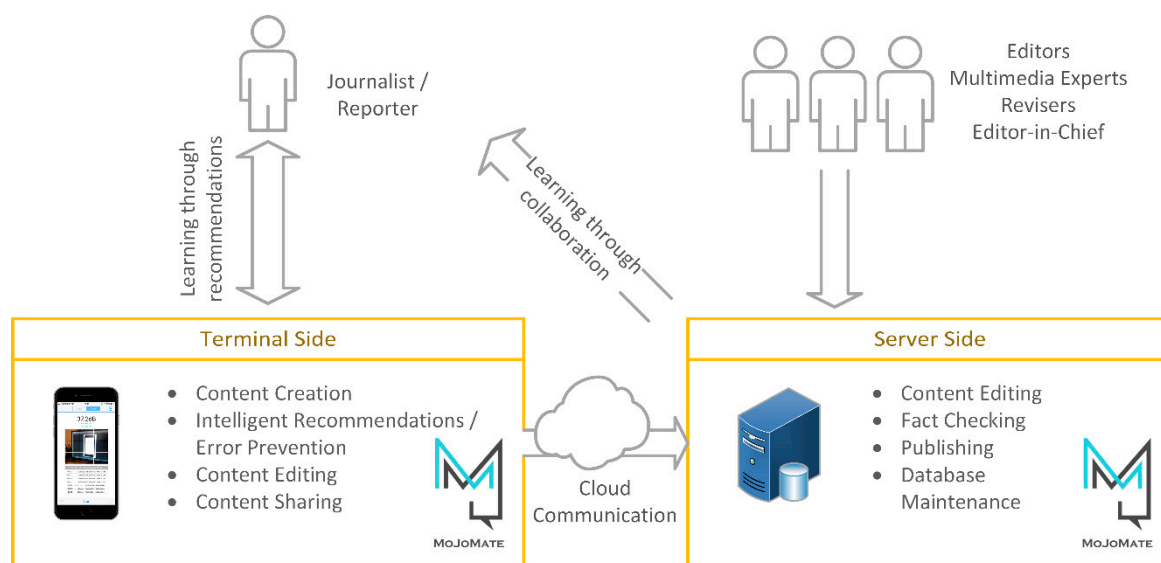 Journalist /
Reporter
Editors
Multimedia Experts
Revisers
Editor-in-Chief
Learning through
recommendations
Learning through
collaboration
Terminal Side
• Content Creation
• Intelligent Recommendations /
Error Prevention
• Content Editing
• Content Sharing
MOJOMATE
Cloud
Communication
Server Side
• Content Editing
• Fact Checking
• Publishing
• Database
Maintenance
MOJOMATE